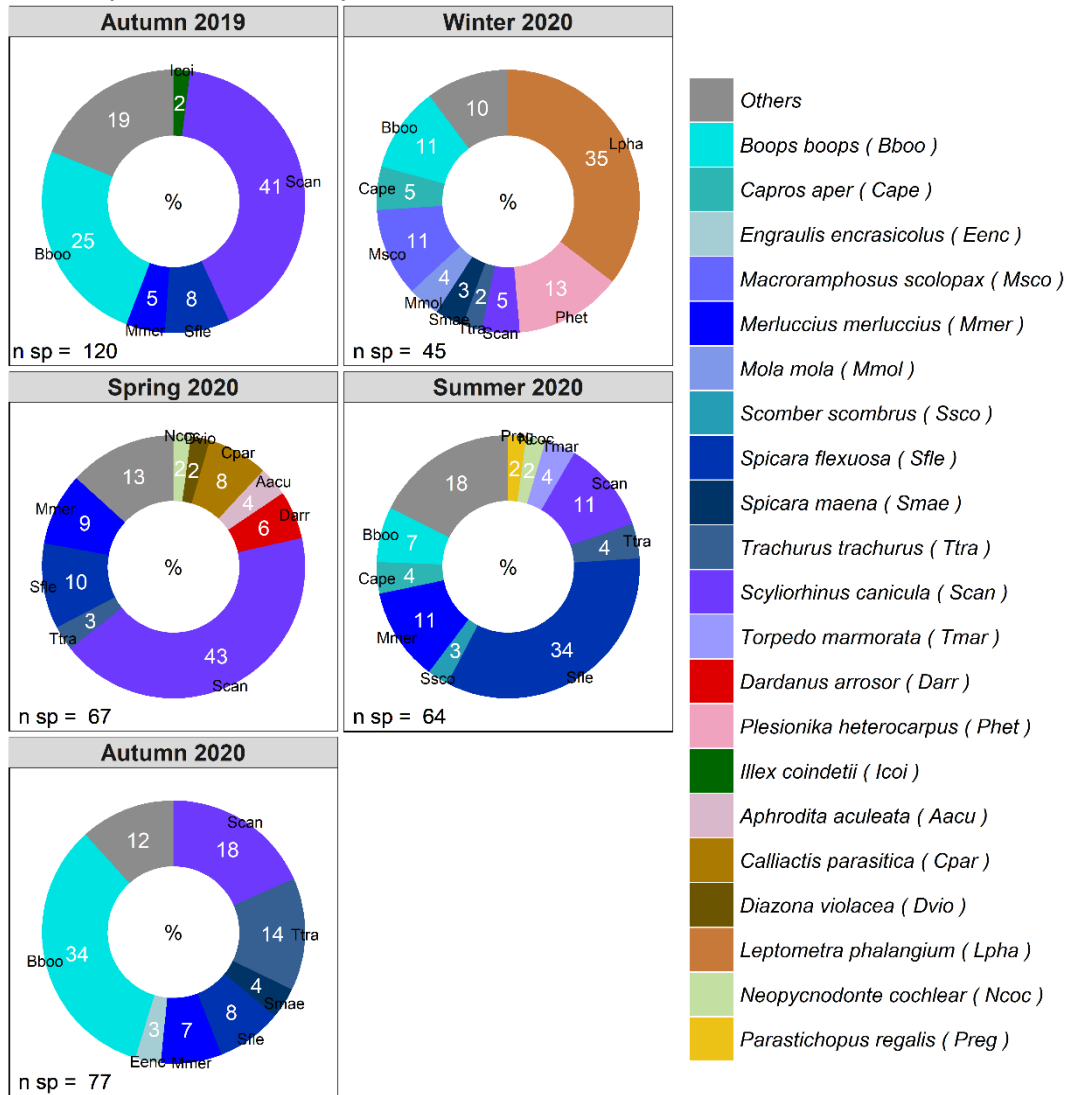 Autumn 2019
Icoi
2
Scan
41
Sfle
8
Mmer
5
Bboo
25
19
%
n sp = 120
Winter 2020
Lpha
35
Phet
13
Scan
5
Ttra
2
Smae
3
Mmol
4
Msco
11
Cape
5
Bboo
11
10
%
n sp = 45
Spring 2020
Ncoc
2
Dvio
2
Cpar
8
Aacu
4
Darr
6
Scan
43
Ttra
3
Sfle
10
Mmer
9
13
%
n sp = 67
Summer 2020
Preg
2
Ncoc
2
Tmar
4
Scan
11
Ttra
4
Sfle
34
Ssco
3
Mmer
11
Cape
4
Bboo
7
18
%
n sp = 64
Autumn 2020
Scan
18
Ttra
14
Smae
4
Sfle
8
Mmer
7
Eenc
3
Bboo
34
12
%
n sp = 77
Others
Boops boops ( Bboo )
Capros aper ( Cape )
Engraulis encrasicolus ( Eenc )
Macroramphosus scolopax ( Msco )
Merluccius merluccius ( Mmer )
Mola mola ( Mmol )
Scomber scombrus ( Ssco )
Spicara flexuosa ( Sfle )
Spicara maena ( Smae )
Trachurus trachurus ( Ttra )
Scyliorhinus canicula ( Scan )
Torpedo marmorata ( Tmar )
Dardanus arrosor ( Darr )
Plesionika heterocarpus ( Phet )
Illex coindetii ( Icoi )
Aphrodita aculeata ( Aacu )
Calliactis parasitica ( Cpar )
Diazona violacea ( Dvio )
Leptometra phalangium ( Lpha )
Neopycnodonte cochlear ( Ncoc )
Parastichopus regalis ( Preg )